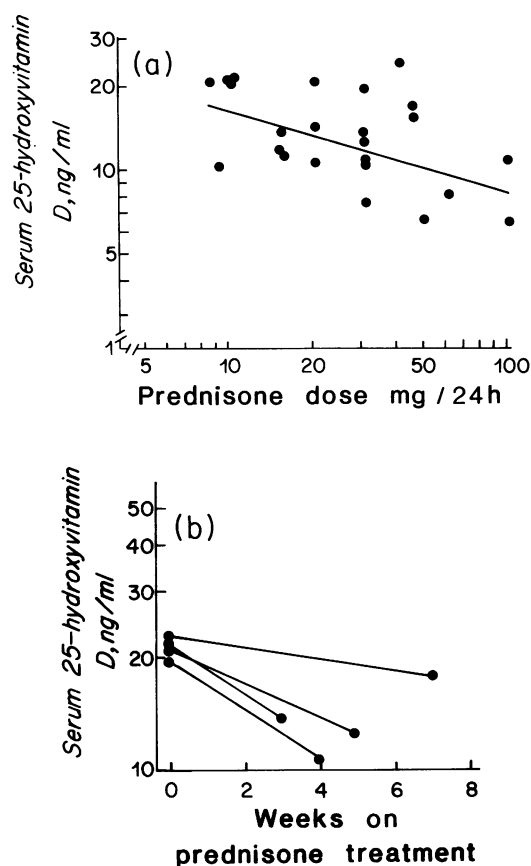 (a)
Serum 25-hydroxyvitamin
D,ng/ml
30
20
10
5
1
5 10 20 30 50 100
Prednisone dose mg/24h
(b)
Serum 25-hydroxyvitamin
D,ng/ml
50
40
30
20
10
0 2 4 6 8
Weeks on
prednisone treatment